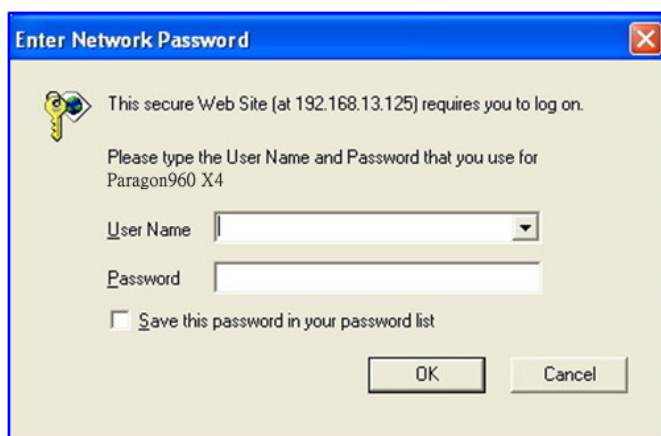 Enter Network Password
This secure Web Site (at 192.168.13.125) requires you to log on.
Please type the User Name and Password that you use for
Paragon960 X4
User Name
Password
Save this password in your password list
OK
Cancel